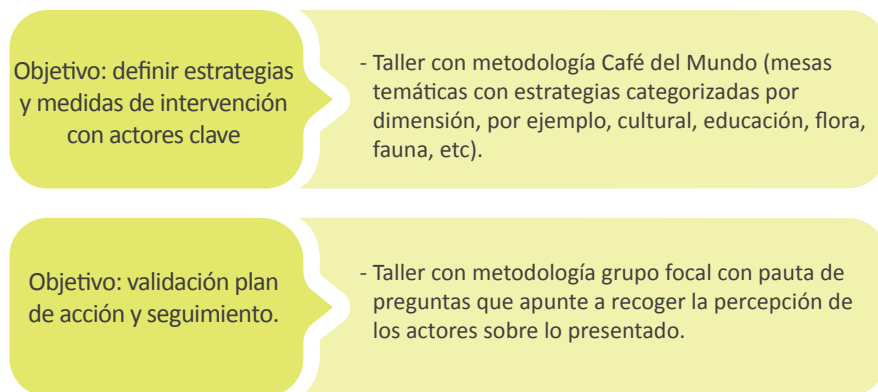 Objetivo: definir estrategias
y medidas de intervención
con actores clave
- Taller con metodología Café del Mundo (mesas
temáticas con estrategias categorizadas por
dimensión, por ejemplo, cultural, educación, flora,
fauna, etc).
Objetivo: validación plan
de acción y seguimiento.
- Taller con metodología grupo focal con pauta de
preguntas que apunte a recoger la percepción de
los actores sobre lo presentado.